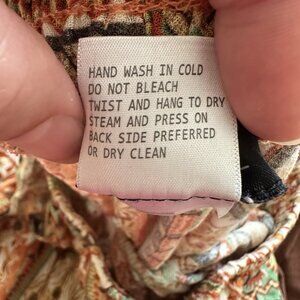 HAND WASH IN COLD
DO NOT BLEACH
TWIST AND HANG TO DRY
STEAM AND PRESS ON
BACK SIDE PREFERRED
OR DRY CLEAN